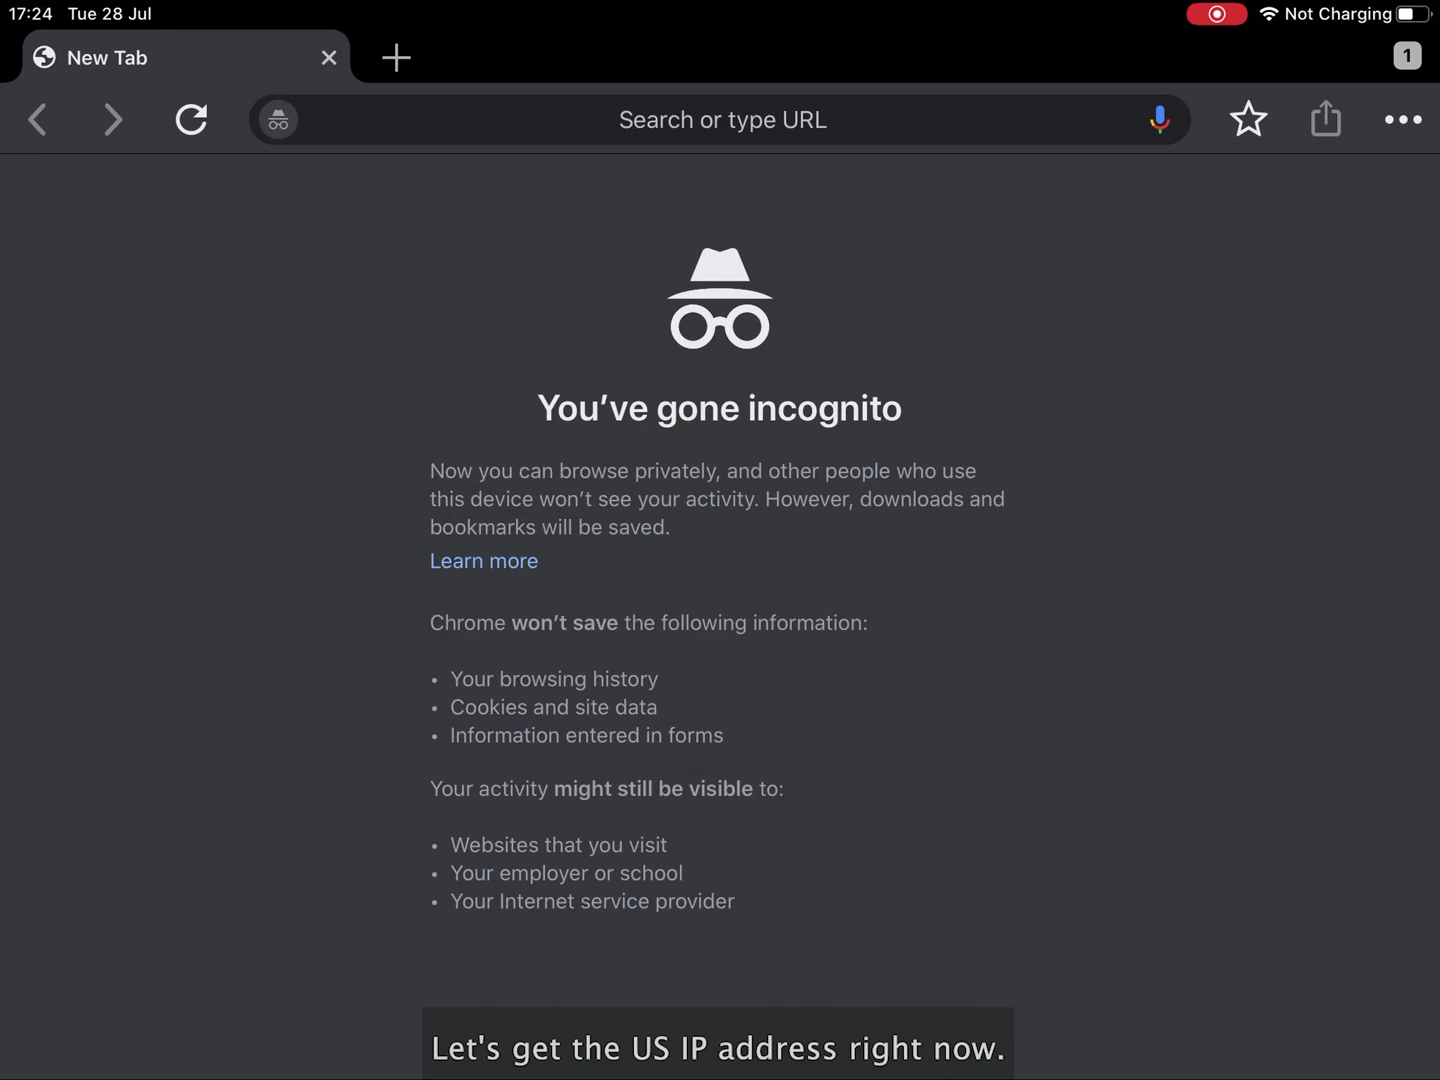 17:24 Tue 28 Jul
Not Charging
New Tab
1
Search or type URL
You've gone incognito
Now you can browse privately, and other people who use
this device won't see your activity. However, downloads and
bookmarks will be saved.
Learn more
Chrome won't save the following information:
• Your browsing history
• Cookies and site data
• Information entered in forms
Your activity might still be visible to:
• Websites that you visit
• Your employer or school
• Your Internet service provider
Let's get the US IP address right now.